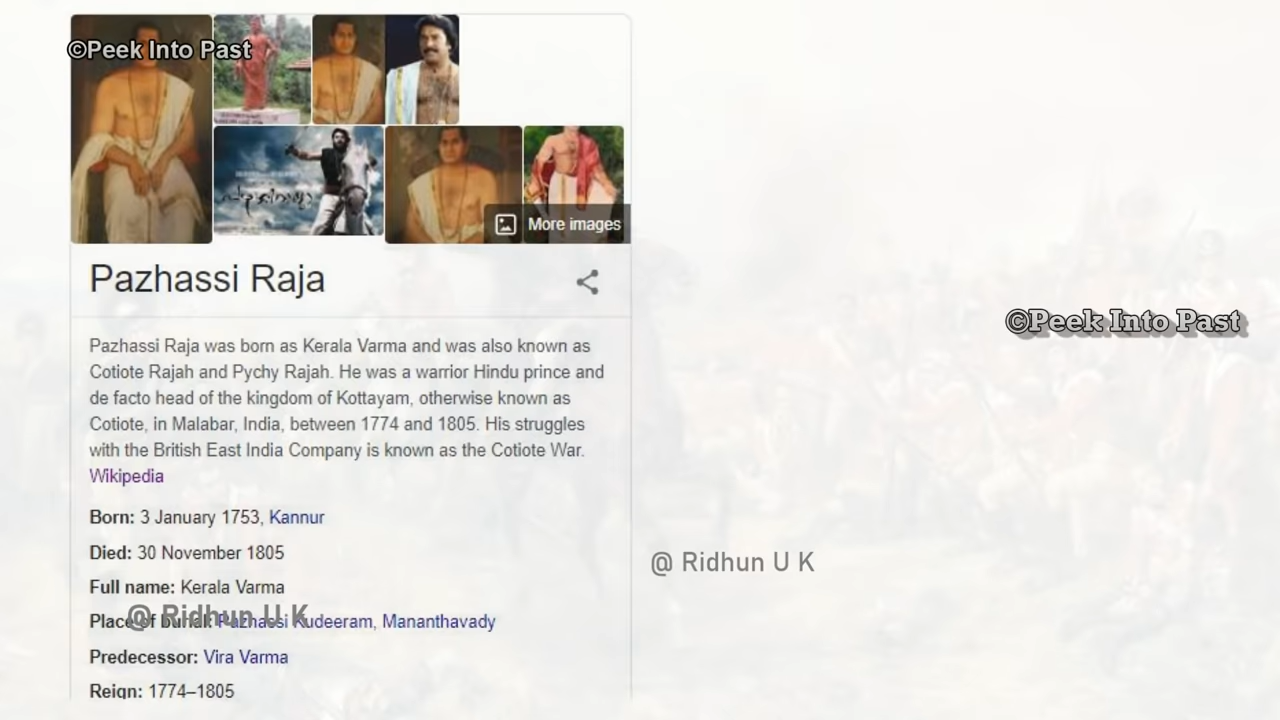 ©Peek Into Past
More images
Pazhassi Raja
©Peek Into Past
Pazhassi Raja was born as Kerala Varma and was also known as
Cotiote Rajah and Pychy Rajah. He was a warrior Hindu prince and
de facto head of the kingdom of Kottayam, otherwise known as
Cotiote, in Malabar, India, between 1774 and 1805. His struggles
with the British East India Company is known as the Cotiote War.
Wikipedia
Born: 3 January 1753, Kannur
Died: 30 November 1805
@ Ridhun U K
Full name: Kerala Varma
@ Ridhun U K
Place of burial: Pazhassi Kudeeram, Mananthavady
Predecessor: Vira Varma
Reign: 1774–1805